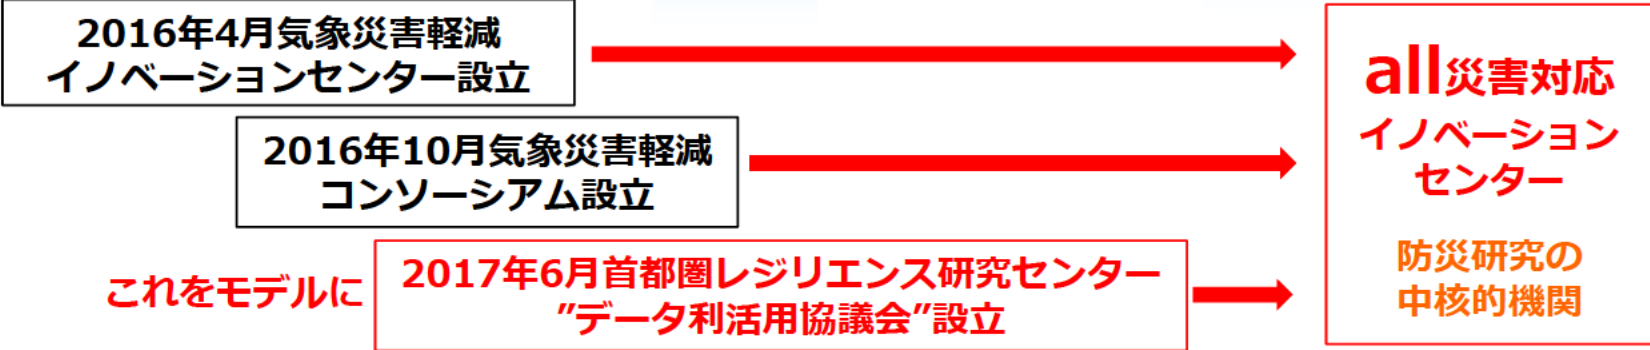 2016年4月気象災害軽減
イノベーションセンター設立
2016年10月気象災害軽減
コンソーシアム設立
これをモデルに
2017年6月首都圏レジリエンス研究センター
”データ利活用協議会”設立
all災害対応
イノベーション
センター
防災研究の
中核的機関